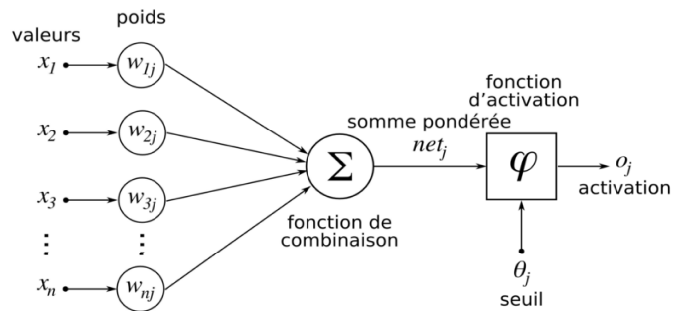 poids
valeurs
x1 w1j
fonction
d'activation
x2 w2j
somme pondérée
netj
Σ φ oj
activation
x3 w3j
fonction de
combinaison
⋮ ⋮
θj
xn wnj
seuil